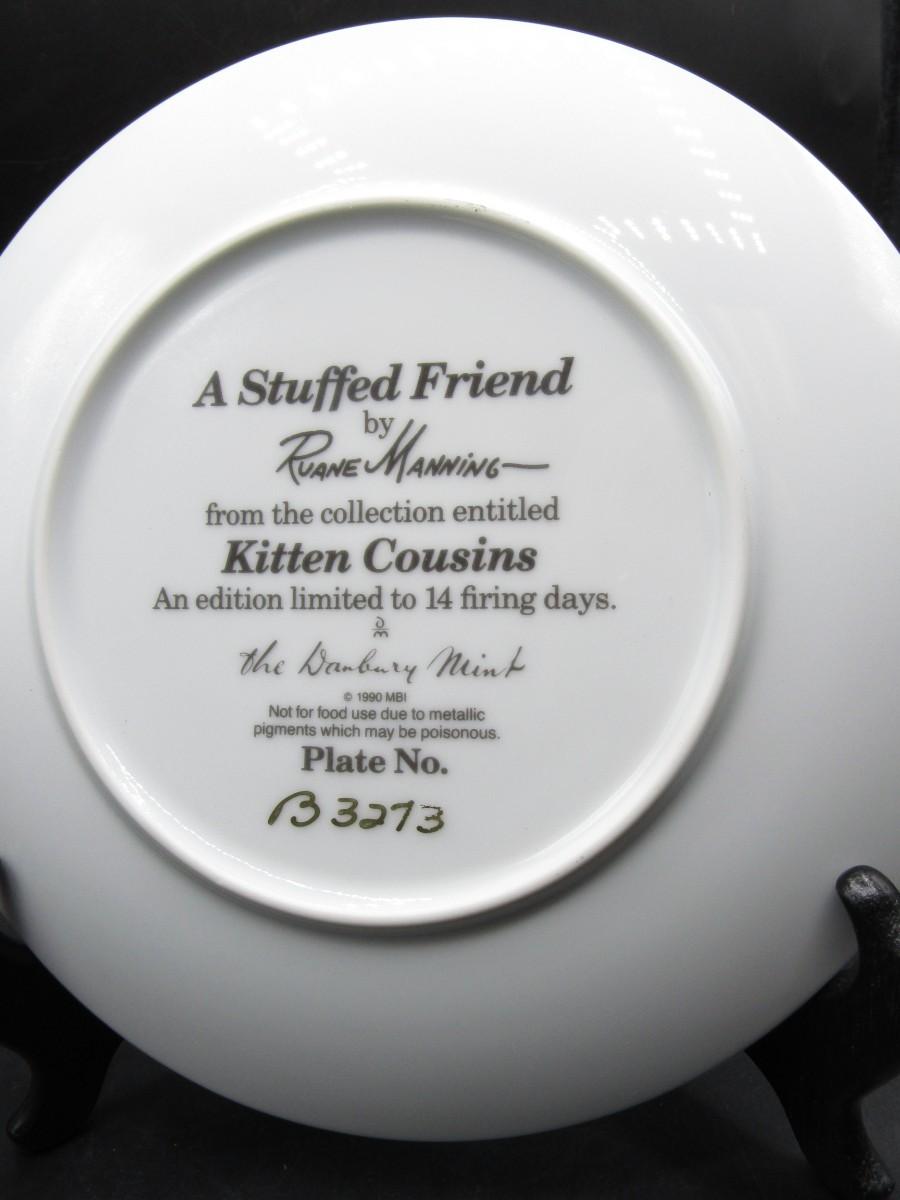 A Stuffed Friend
by
Ruane Manning
from the collection entitled
Kitten Cousins
An edition limited to 14 firing days.
The Danbury Mint
© 1990 MBI
Not for food use due to metallic
pigments which may be poisonous.
Plate No.
B3273